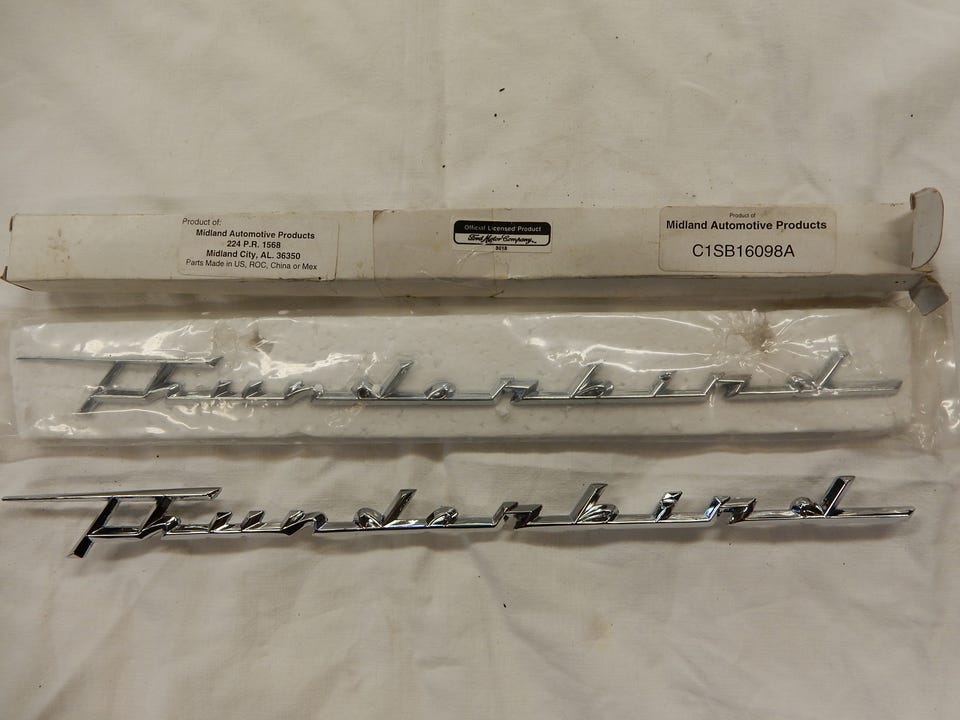 Product of:
Midland Automotive Products
224 P.R. 1568
Midland City, AL. 36350
Parts Made in US, ROC, China or Mex
Official Licensed Product
Ford Motor Company
Product of
Midland Automotive Products
C1SB16098A
Thunderbird
Thunderbird